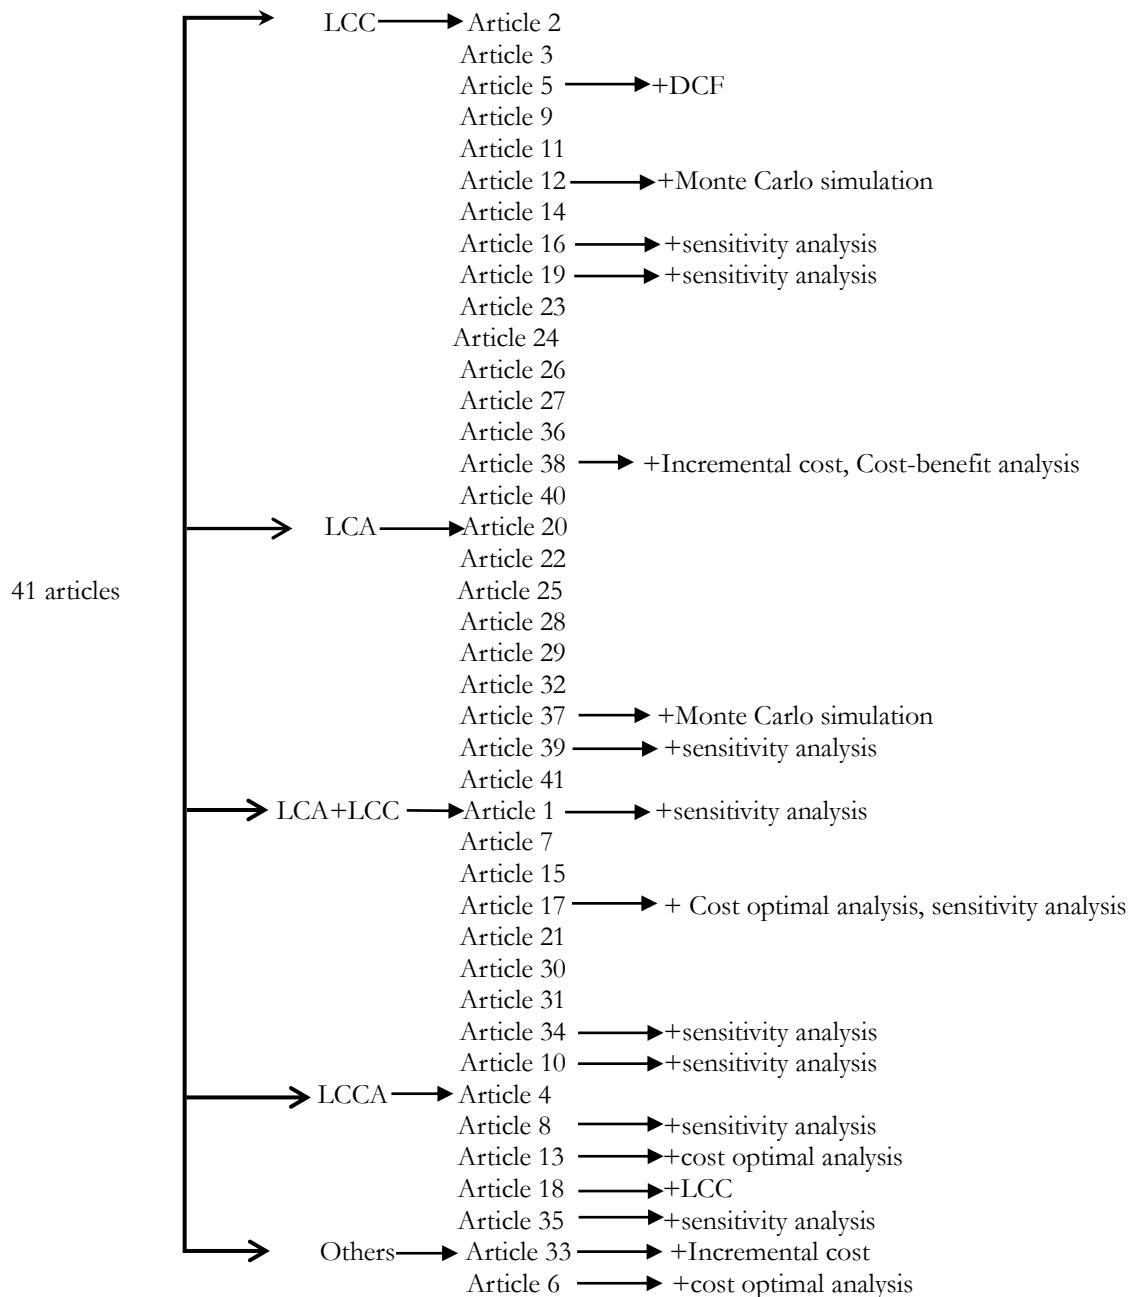 LCC Article 2
Article 3
Article 5 +DCF
Article 9
Article 11
Article 12 +Monte Carlo simulation
Article 14
Article 16 +sensitivity analysis
Article 19 +sensitivity analysis
Article 23
Article 24
Article 26
Article 27
Article 36
Article 38 +Incremental cost, Cost-benefit analysis
Article 40
LCA Article 20
Article 22
41 articles Article 25
Article 28
Article 29
Article 32
Article 37 +Monte Carlo simulation
Article 39 +sensitivity analysis
Article 41
LCA+LCC Article 1 +sensitivity analysis
Article 7
Article 15
Article 17 + Cost optimal analysis, sensitivity analysis
Article 21
Article 30
Article 31
Article 34 +sensitivity analysis
Article 10 +sensitivity analysis
LCCA Article 4
Article 8 +sensitivity analysis
Article 13 +cost optimal analysis
Article 18 +LCC
Article 35 +sensitivity analysis
Others Article 33 +Incremental cost
Article 6 +cost optimal analysis